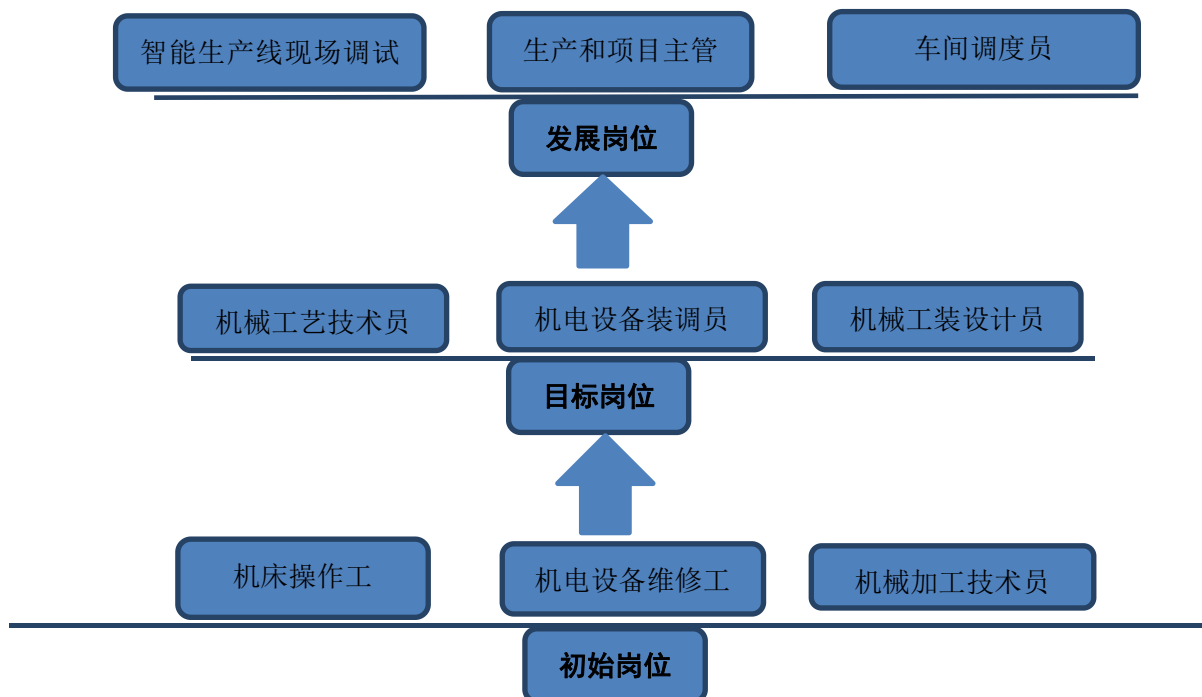 智能生产线现场调试
生产和项目主管
车间调度员
发展岗位
机械工艺技术员
机电设备装调员
机械工装设计员
目标岗位
机床操作工
机电设备维修工
机械加工技术员
初始岗位